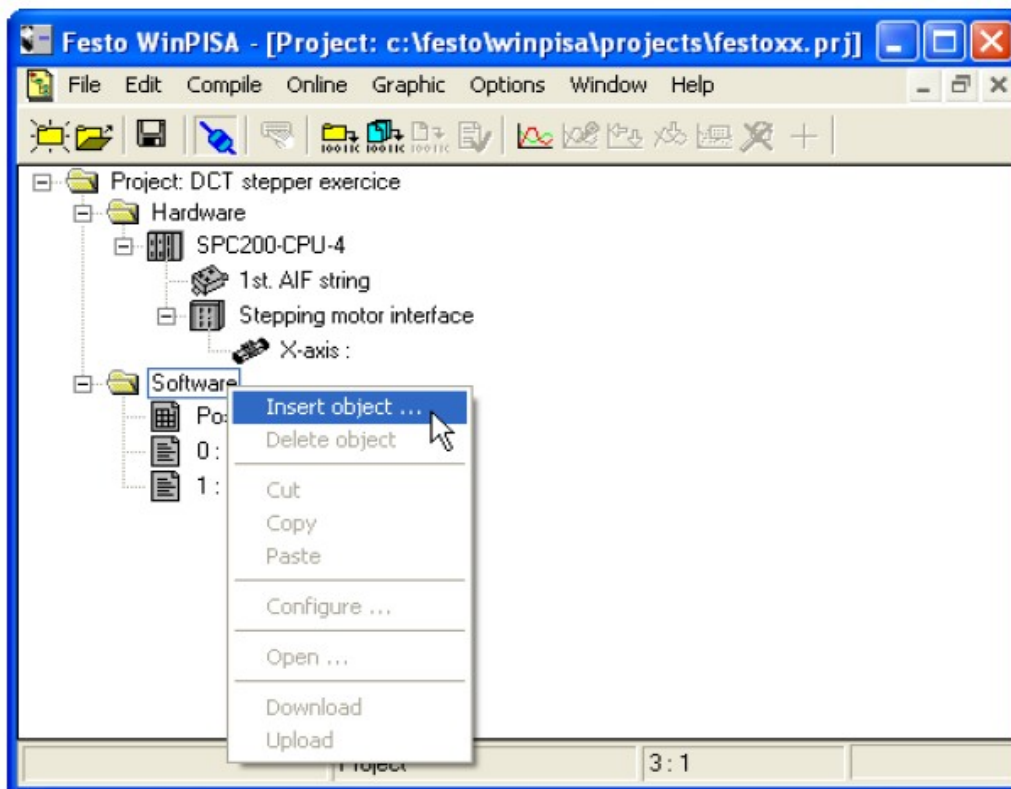 Festo WinPISA - [Project: c:\festo\winpisa\projects\festoxx.prj]
File Edit Compile Online Graphic Options Window Help
Project: DCT stepper exercice
Hardware
SPC200-CPU-4
1st. AIF string
Stepping motor interface
X-axis :
Software
0 :
1 :
Insert object ...
Delete object
Cut
Copy
Paste
Configure ...
Open ...
Download
Upload
Project 3 : 1